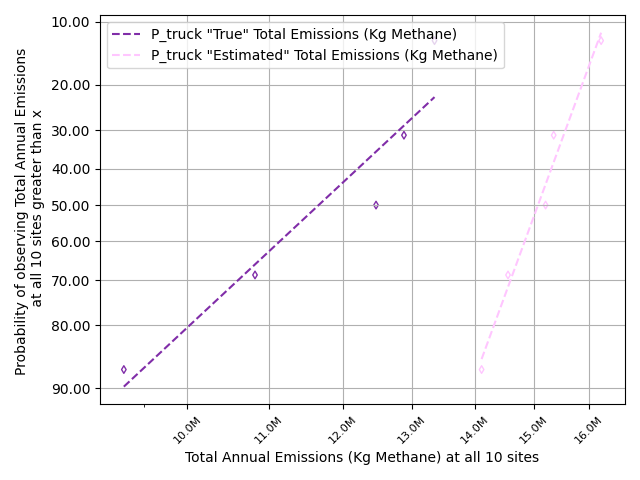 P_truck "True" Total Emissions (Kg Methane)
P_truck "Estimated" Total Emissions (Kg Methane)
Probability of observing Total Annual Emissions
at all 10 sites greater than x
10.00
20.00
30.00
40.00
50.00
60.00
70.00
80.00
90.00
10.0M
11.0M
12.0M
13.0M
14.0M
15.0M
16.0M
Total Annual Emissions (Kg Methane) at all 10 sites